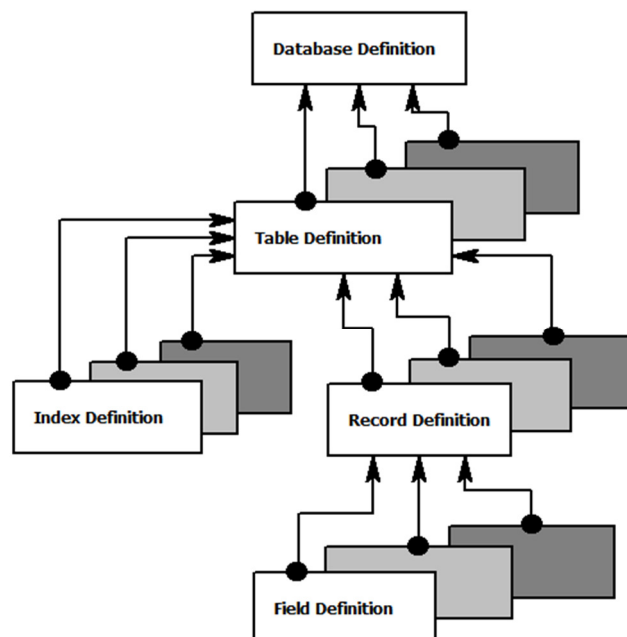 Database Definition
Table Definition
Index Definition
Record Definition
Field Definition